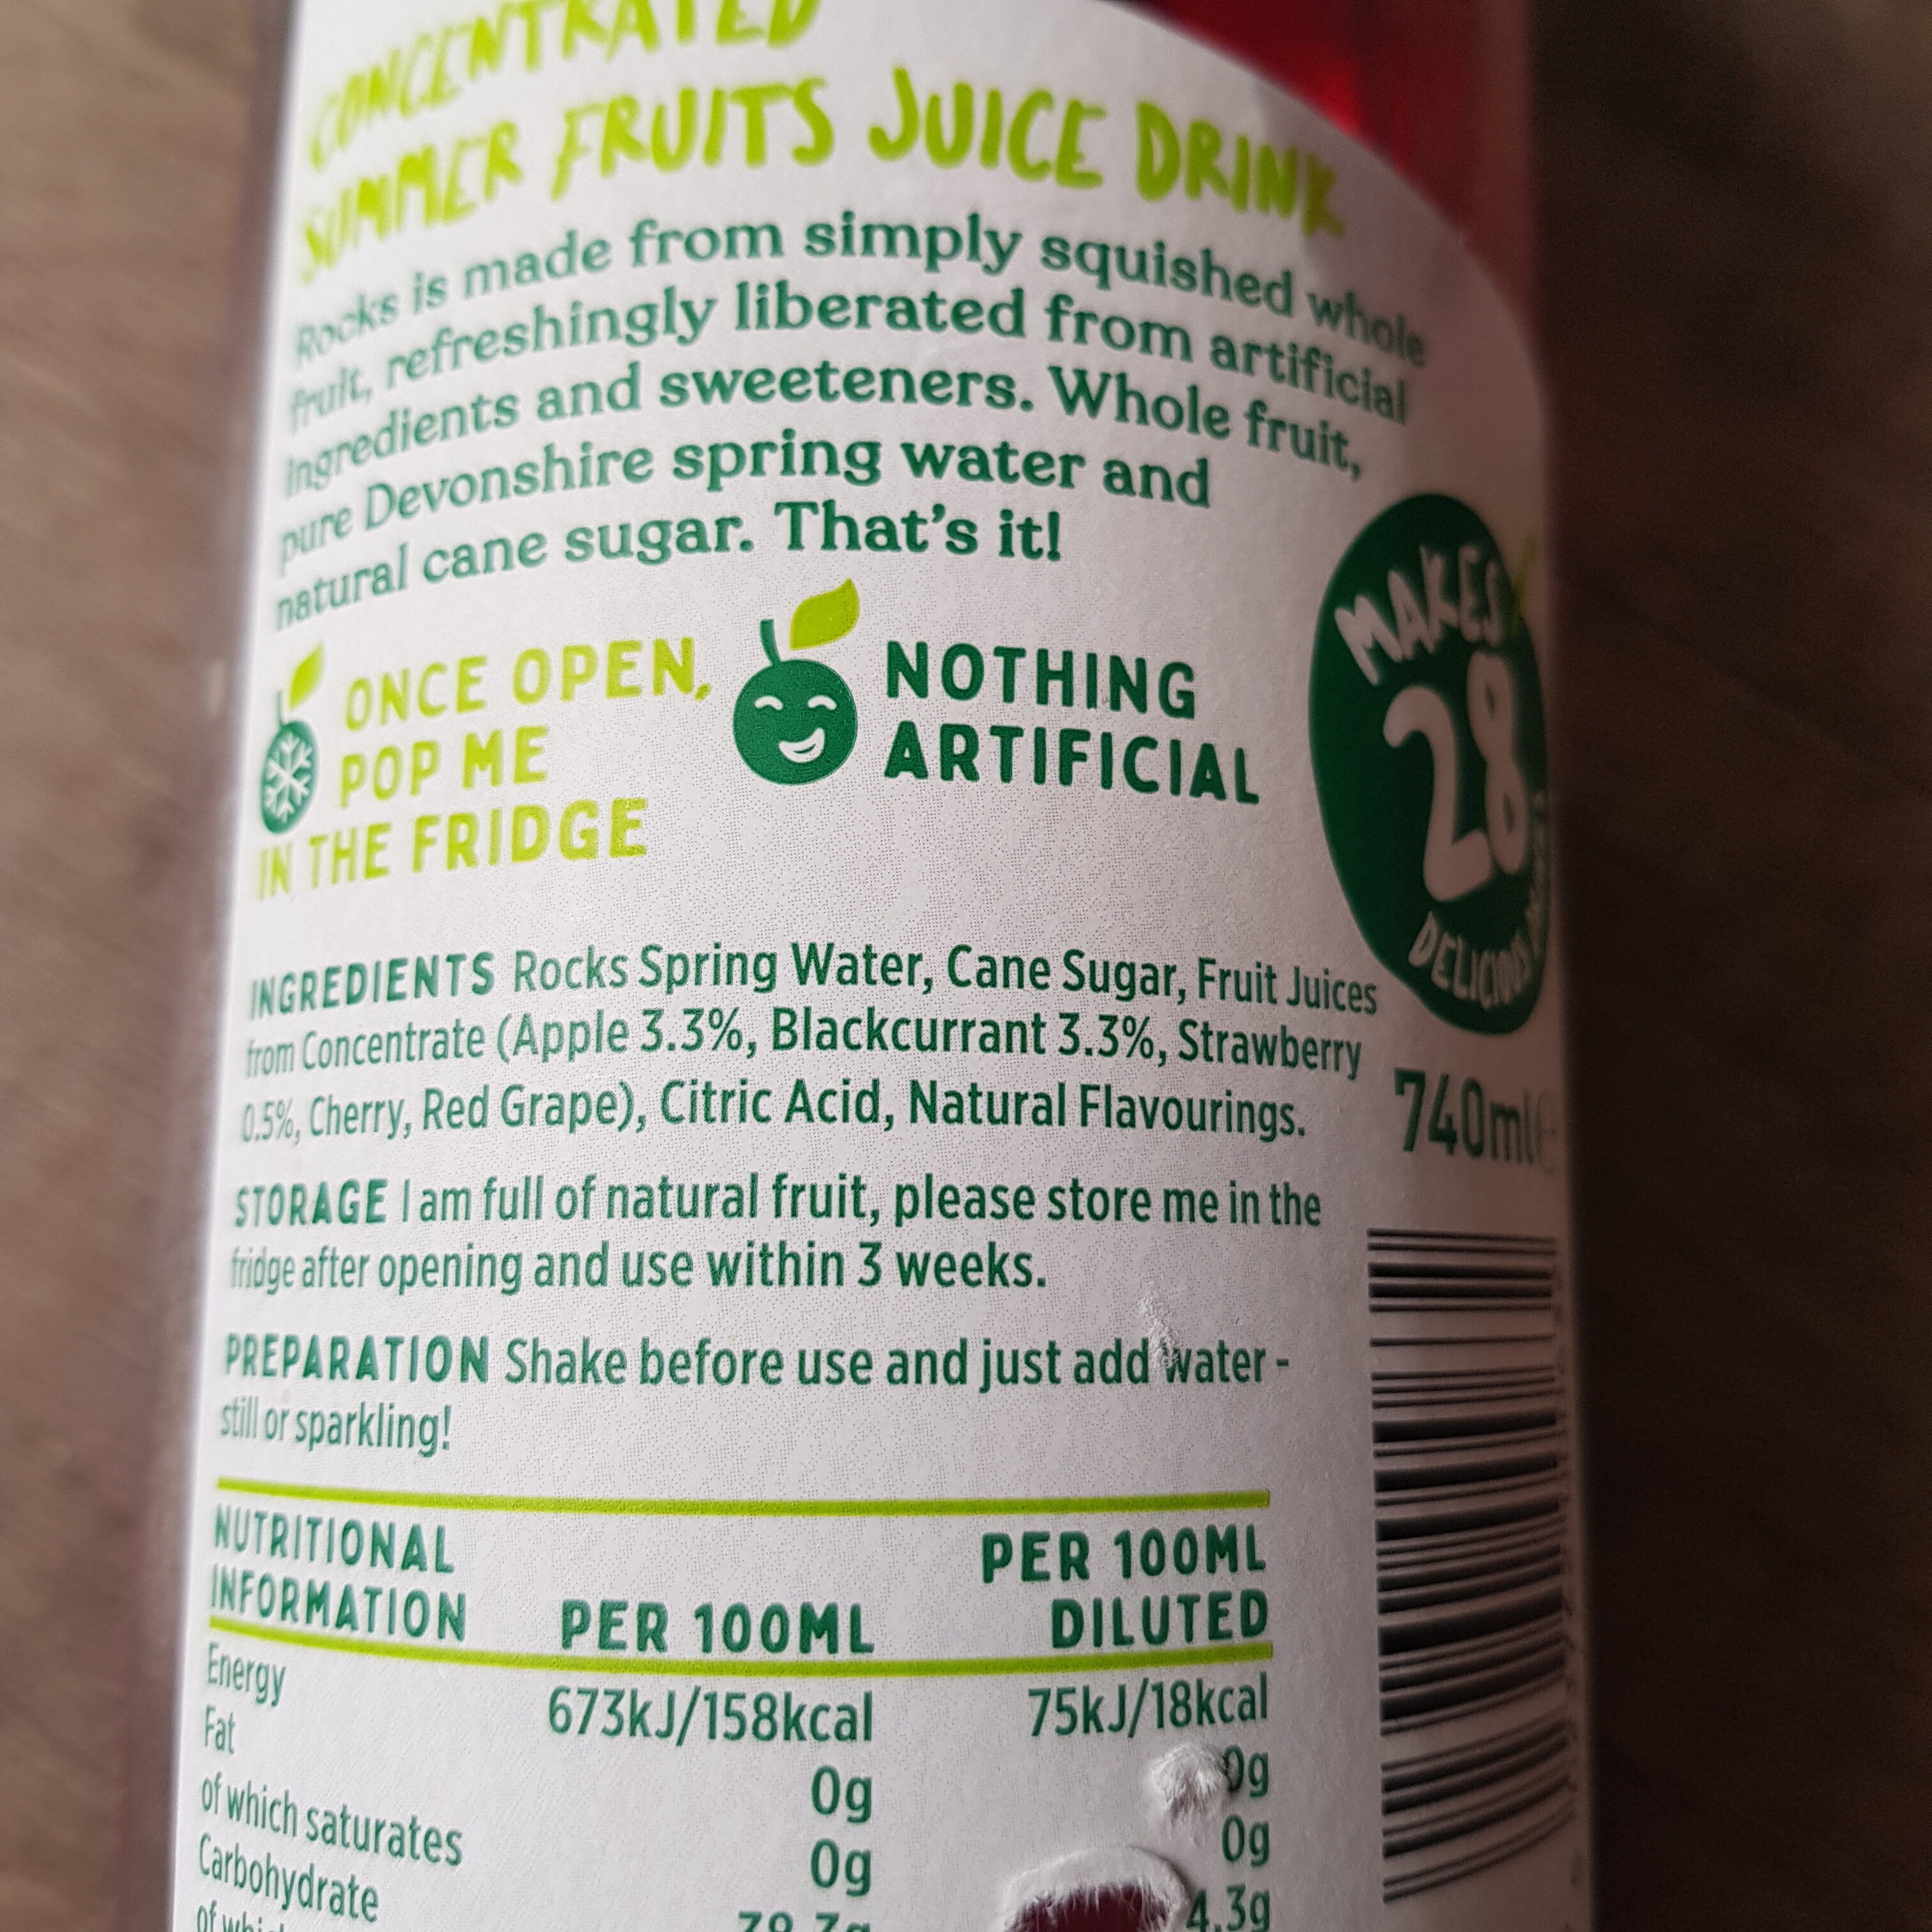 CONCENTRATED
SUMMER FRUITS JUICE DRINK
Rocks is made from simply squished whole
fruit, refreshingly liberated from artificial
ingredients and sweeteners. Whole fruit,
pure Devonshire spring water and
natural cane sugar. That's it!
ONCE OPEN,
POP ME
IN THE FRIDGE
NOTHING
ARTIFICIAL
MAKES
28
DELICIOUS
INGREDIENTS Rocks Spring Water, Cane Sugar, Fruit Juices
from Concentrate (Apple 3.3%, Blackcurrant 3.3%, Strawberry
0.5%, Cherry, Red Grape), Citric Acid, Natural Flavourings.
740ml
STORAGE I am full of natural fruit, please store me in the
fridge after opening and use within 3 weeks.
PREPARATION Shake before use and just add water -
still or sparkling!
NUTRITIONAL
INFORMATION PER 100ML PER 100ML
DILUTED
Energy 673kJ/158kcal 75kJ/18kcal
Fat 0g 0g
of which saturates 0g 0g
Carbohydrate 4.3g
of